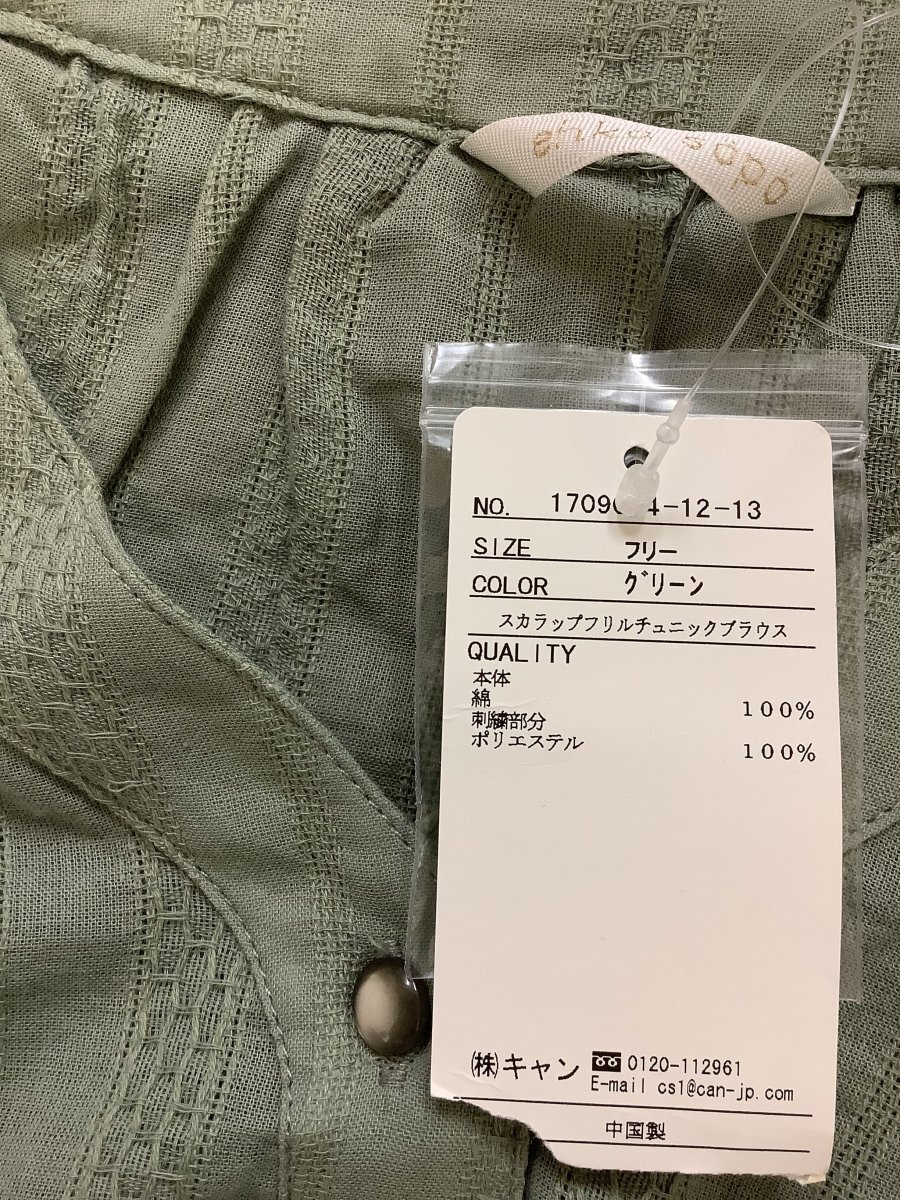 ehka sopo
NO. 1709 4-12-13
SIZE フリー
COLOR グリーン
スカラップフリルチュニックブラウス
QUALITY
本体
綿 100%
刺繍部分
ポリエステル 100%
㈱キャン 0120-112961
E-mail cs1@can-jp.com
中国製